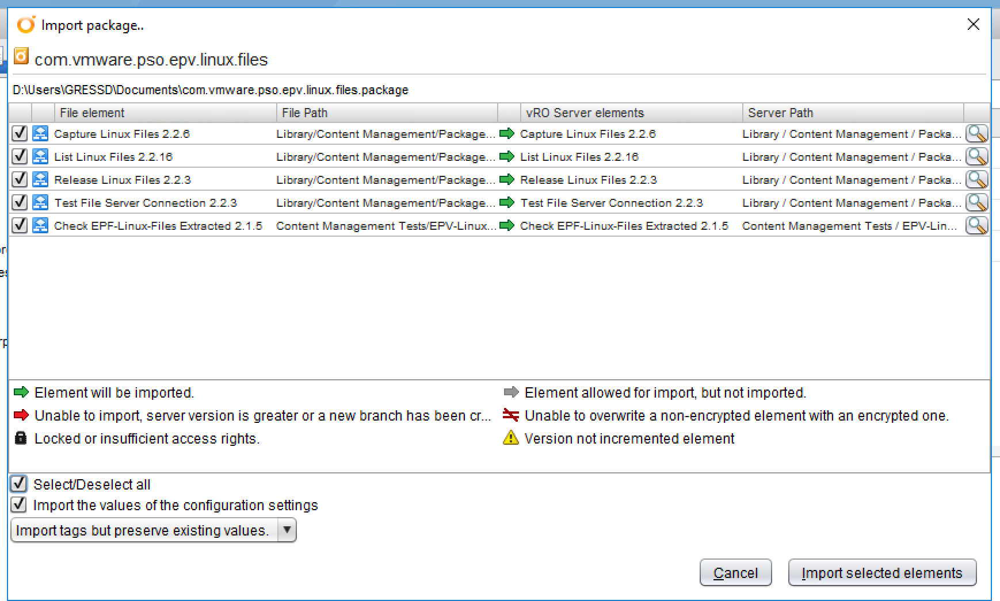 Import package..
com.vmware.pso.epv.linux.files
D:\Users\GRESSD\Documents\com.vmware.pso.epv.linux.files.package
File element File Path vRO Server elements Server Path
Capture Linux Files 2.2.6 Library/Content Management/Package... Capture Linux Files 2.2.6 Library / Content Management / Packa...
List Linux Files 2.2.16 Library/Content Management/Package... List Linux Files 2.2.16 Library / Content Management / Packa...
Release Linux Files 2.2.3 Library/Content Management/Package... Release Linux Files 2.2.3 Library / Content Management / Packa...
Test File Server Connection 2.2.3 Library/Content Management/Package... Test File Server Connection 2.2.3 Library / Content Management / Packa...
Check EPF-Linux-Files Extracted 2.1.5 Content Management Tests/EPV-Linux... Check EPF-Linux-Files Extracted 2.1.5 Content Management Tests / EPV-Lin...
Element will be imported. Element allowed for import, but not imported.
Unable to import, server version is greater or a new branch has been cr... Unable to overwrite a non-encrypted element with an encrypted one.
Locked or insufficient access rights. Version not incremented element
Select/Deselect all
Import the values of the configuration settings
Import tags but preserve existing values.
Cancel Import selected elements